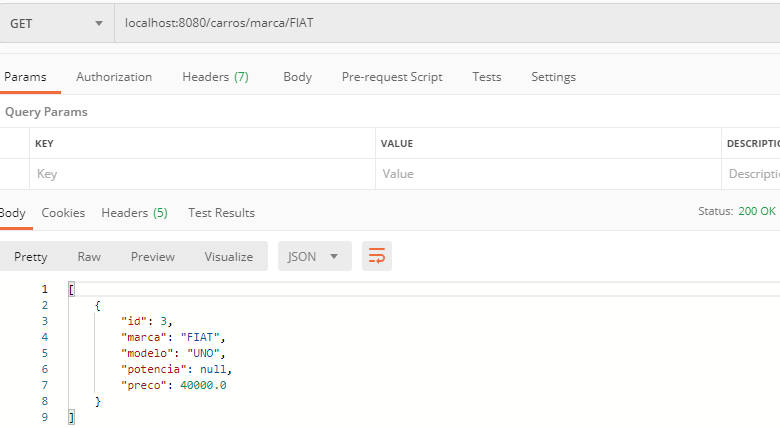 GET localhost:8080/carros/marca/FIAT
Params Authorization Headers (7) Body Pre-request Script Tests Settings
Query Params
KEY VALUE DESCRIPTIO
Key Value Descripti
Body Cookies Headers (5) Test Results Status: 200 OK
Pretty Raw Preview Visualize JSON
1 [
2 {
3 "id": 3,
4 "marca": "FIAT",
5 "modelo": "UNO",
6 "potencia": null,
7 "preco": 40000.0
8 }
9 ]